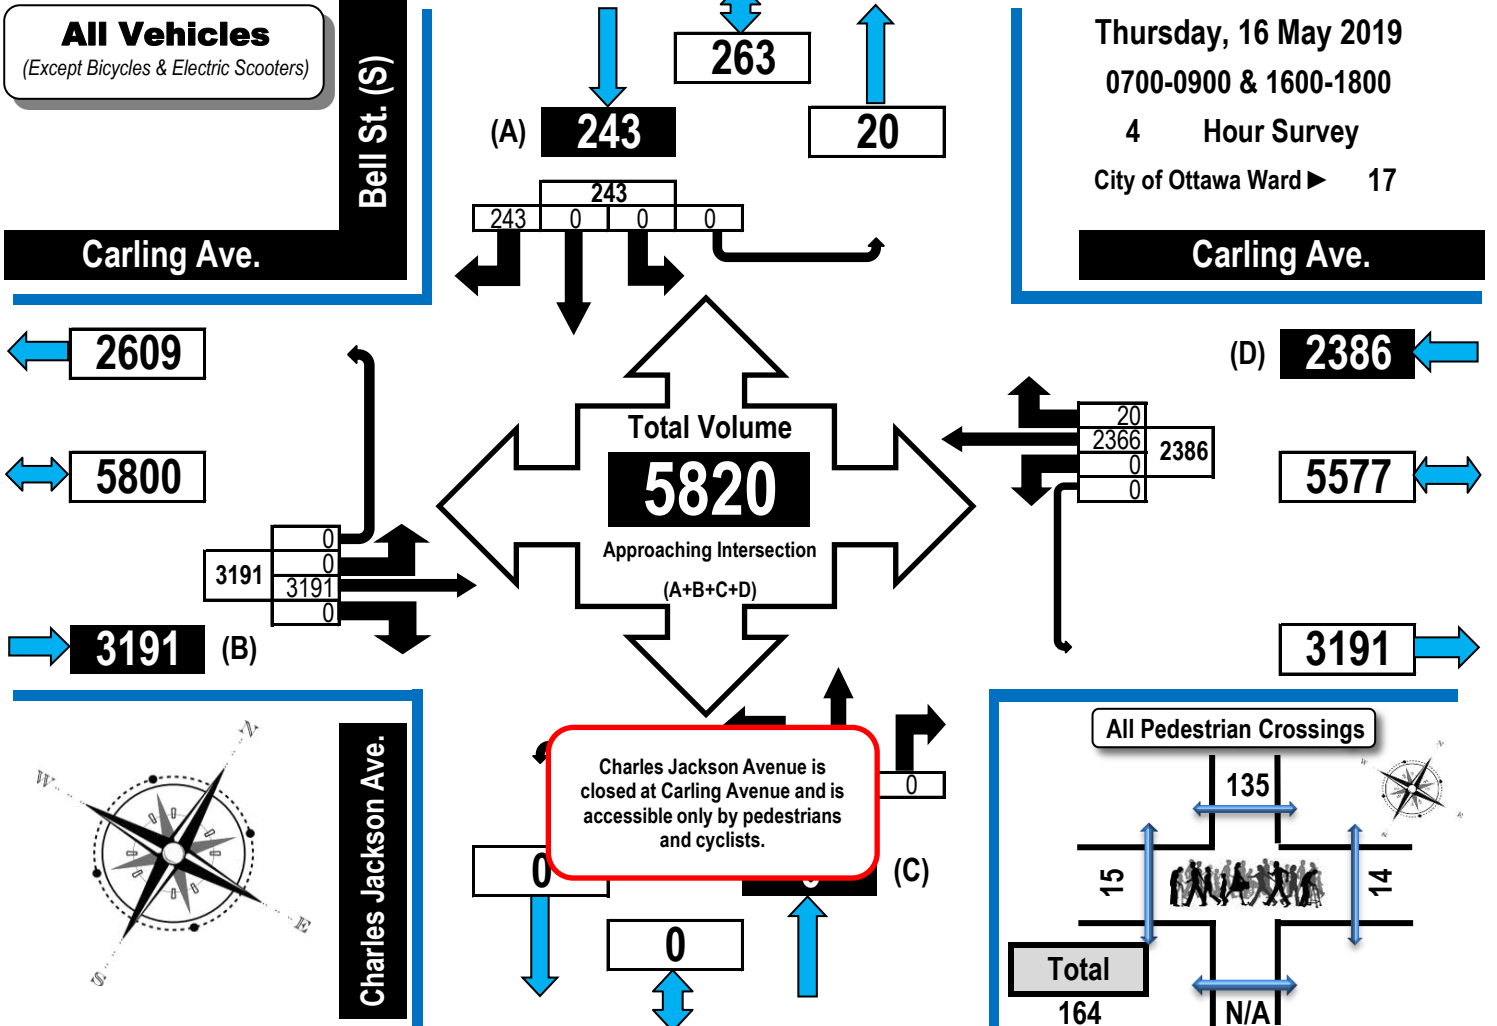 All Vehicles
(Except Bicycles & Electric Scooters)
Bell St. (S)
Carling Ave.
263
(A)
243
20
243
243
0
0
0
Thursday, 16 May 2019
0700-0900 & 1600-1800
4 Hour Survey
City of Ottawa Ward ► 17
Carling Ave.
2609
5800
0
0
3191
0
3191
3191
(B)
Total Volume
5820
Approaching Intersection
(A+B+C+D)
(D)
2386
20
2366
0
0
2386
5577
3191
N
W
E
S
Charles Jackson Ave.
Charles Jackson Avenue is
closed at Carling Avenue and is
accessible only by pedestrians
and cyclists.
0
0
(C)
0
All Pedestrian Crossings
135
15
14
N/A
Total
164